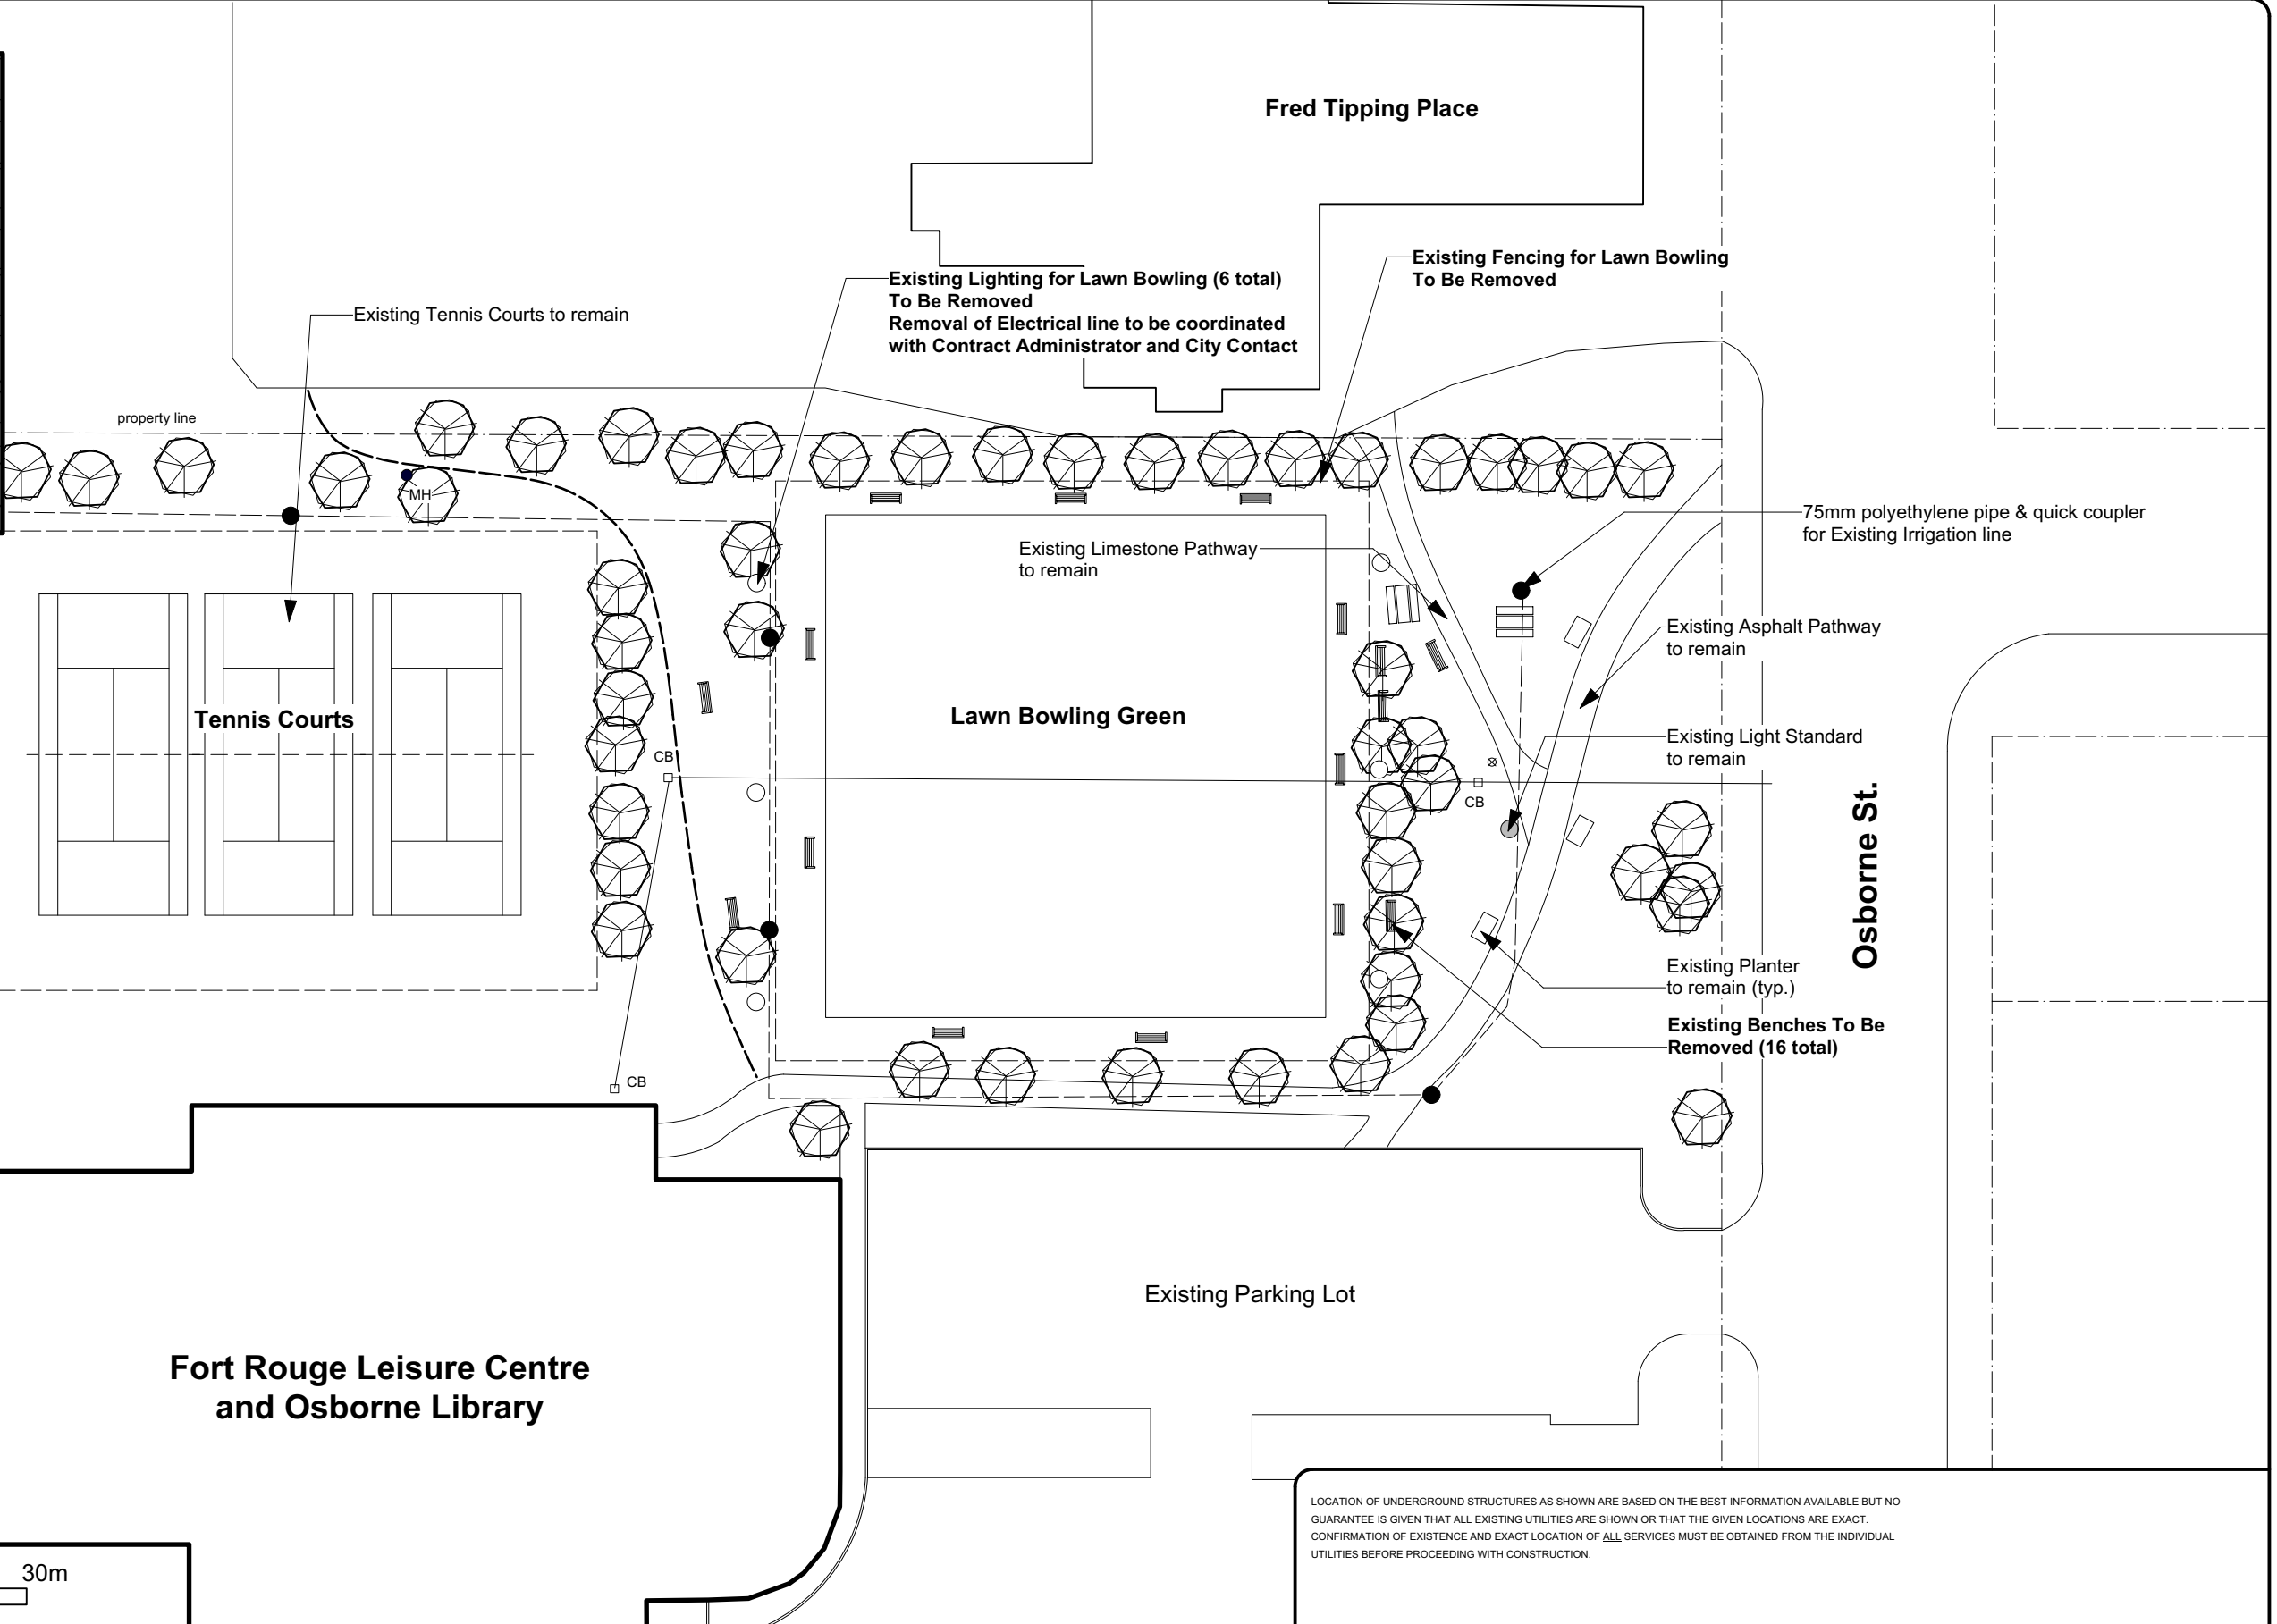 Fred Tipping Place
Existing Fencing for Lawn Bowling
To Be Removed
Existing Lighting for Lawn Bowling (6 total)
To Be Removed
Removal of Electrical line to be coordinated
with Contract Administrator and City Contact
Existing Tennis Courts to remain
property line
MH
75mm polyethylene pipe & quick coupler
for Existing Irrigation line
Existing Limestone Pathway
to remain
Existing Asphalt Pathway
to remain
Tennis Courts
Lawn Bowling Green
Existing Light Standard
to remain
CB
CB
Osborne St.
Existing Planter
to remain (typ.)
Existing Benches To Be
Removed (16 total)
CB
Existing Parking Lot
Fort Rouge Leisure Centre
and Osborne Library
LOCATION OF UNDERGROUND STRUCTURES AS SHOWN ARE BASED ON THE BEST INFORMATION AVAILABLE BUT NO
GUARANTEE IS GIVEN THAT ALL EXISTING UTILITIES ARE SHOWN OR THAT THE GIVEN LOCATIONS ARE EXACT.
CONFIRMATION OF EXISTENCE AND EXACT LOCATION OF ALL SERVICES MUST BE OBTAINED FROM THE INDIVIDUAL
UTILITIES BEFORE PROCEEDING WITH CONSTRUCTION.
30m